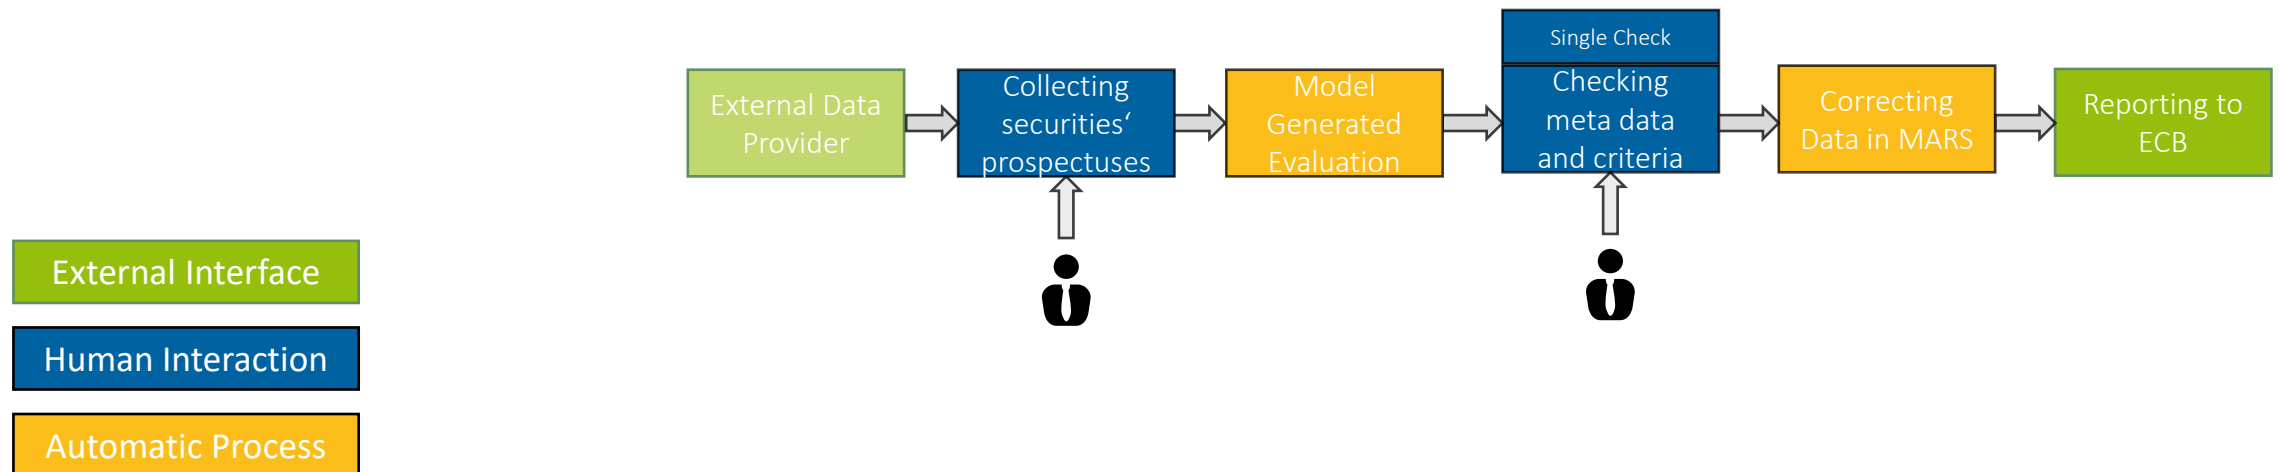 Single Check
External Data
Provider
Collecting
securities‘
prospectuses
Model
Generated
Evaluation
Checking
meta data
and criteria
Correcting
Data in MARS
Reporting to
ECB
External Interface
Human Interaction
Automatic Process